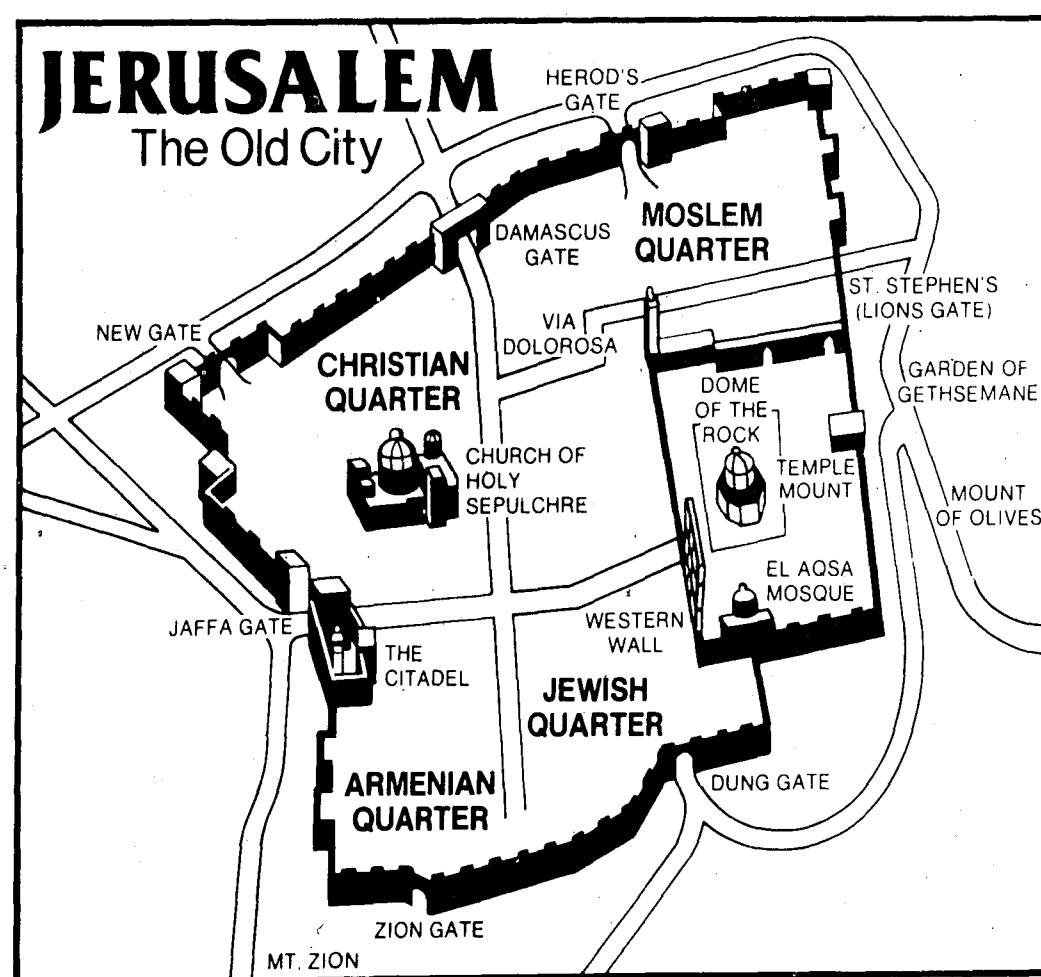 JERUSALEM
The Old City
HEROD'S
GATE
MOSLEM
QUARTER
DAMASCUS
GATE
ST. STEPHEN'S
(LIONS GATE)
NEW GATE
VIA
DOLOROSA
CHRISTIAN
QUARTER
GARDEN OF
GETHSEMANE
DOME
OF THE
ROCK
CHURCH OF
HOLY
SEPULCHRE
TEMPLE
MOUNT
MOUNT
OF OLIVES
EL AQSA
MOSQUE
JAFFA GATE
WESTERN
WALL
THE
CITADEL
JEWISH
QUARTER
ARMENIAN
QUARTER
DUNG GATE
ZION GATE
MT. ZION